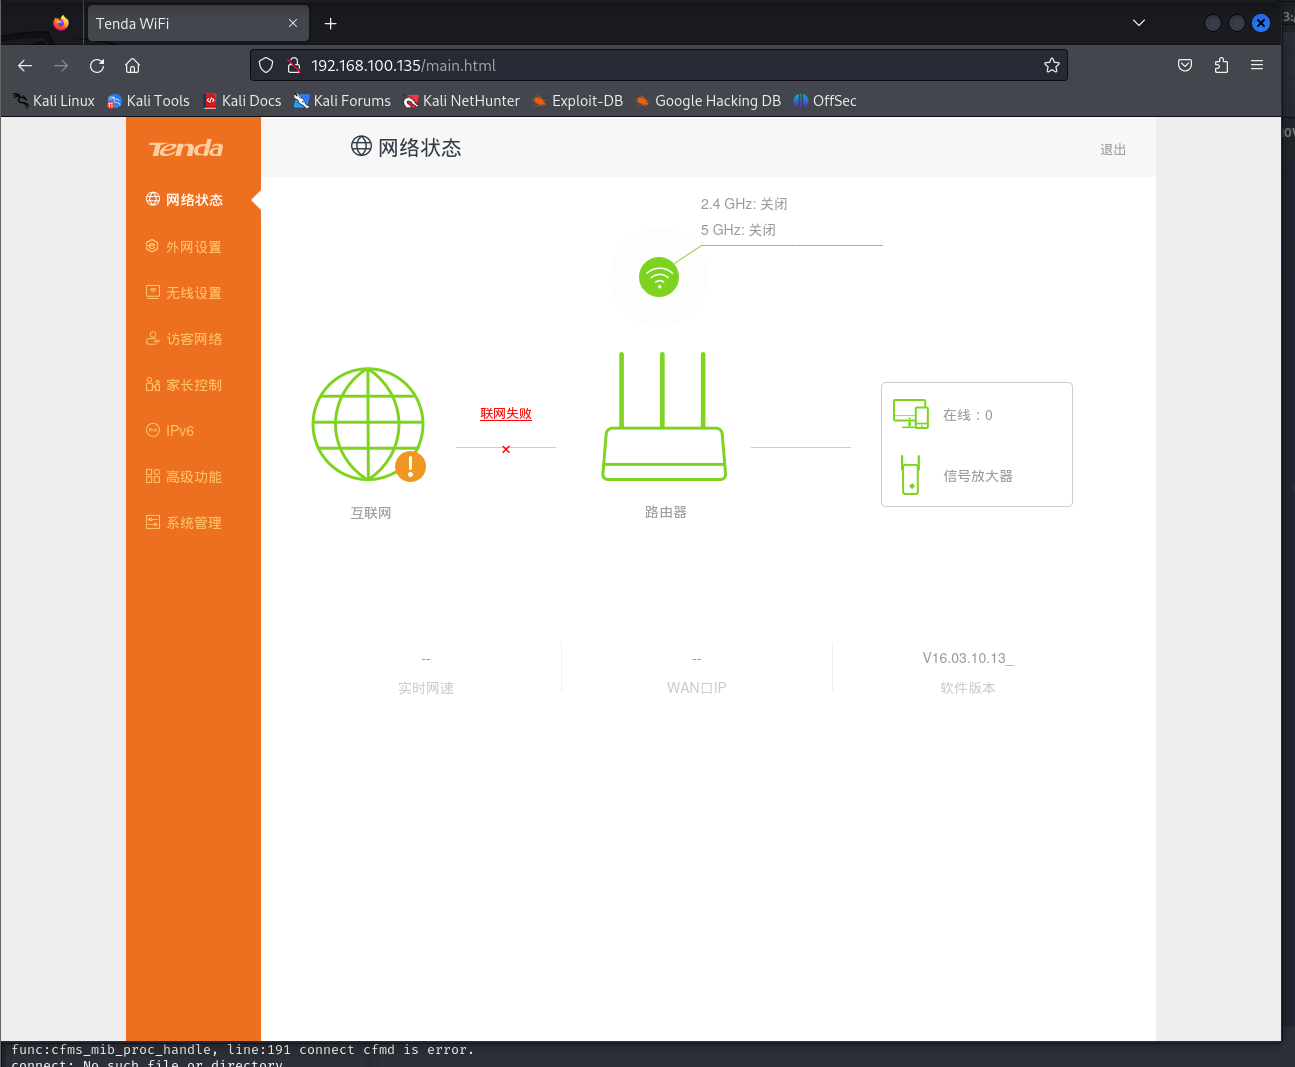 Tenda WiFi
3:/
192.168.100.135/main.html
Kali Linux Kali Tools Kali Docs Kali Forums Kali NetHunter Exploit-DB Google Hacking DB OffSec
Tenda
网络状态
退出
网络状态
外网设置
无线设置
访客网络
家长控制
IPv6
高级功能
系统管理
2.4 GHz: 关闭
5 GHz: 关闭
联网失败
互联网
路由器
在线：0
信号放大器
--
实时网速
--
WAN口IP
V16.03.10.13_
软件版本
func:cfms_mib_proc_handle, line:191 connect cfmd is error.
connect: No such file or directory